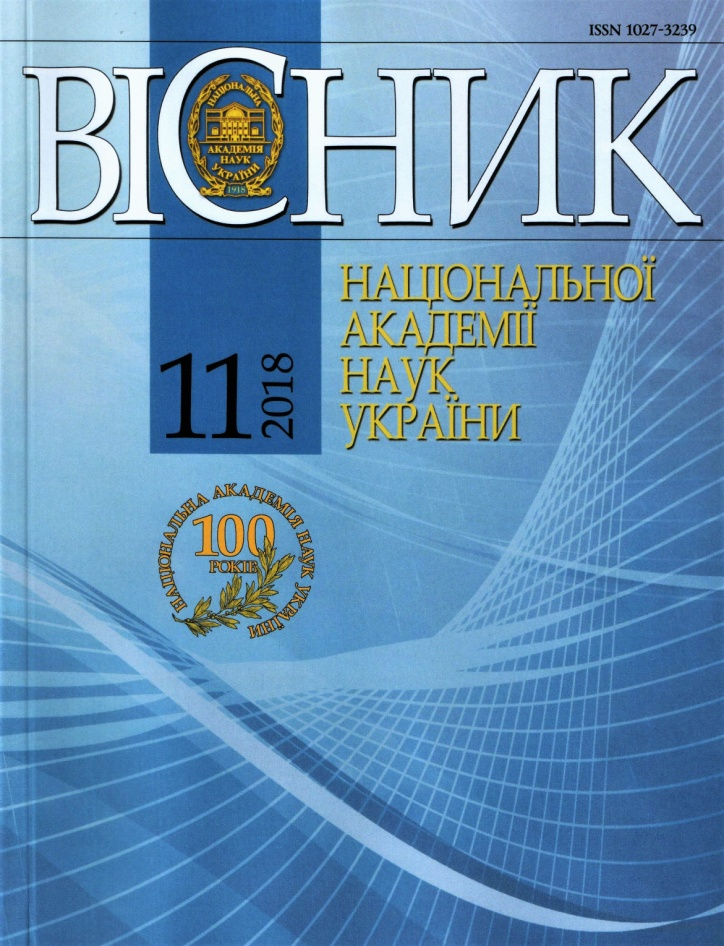 ISSN 1027-3239
ВІСНИК
НАЦІОНАЛЬНА
АКАДЕМІЯ
НАУК
УКРАЇНИ
1918
НАЦІОНАЛЬНОЇ
АКАДЕМІЇ
НАУК
УКРАЇНИ
11 2018
НАЦІОНАЛЬНА АКАДЕМІЯ НАУК УКРАЇНИ
100
РОКІВ